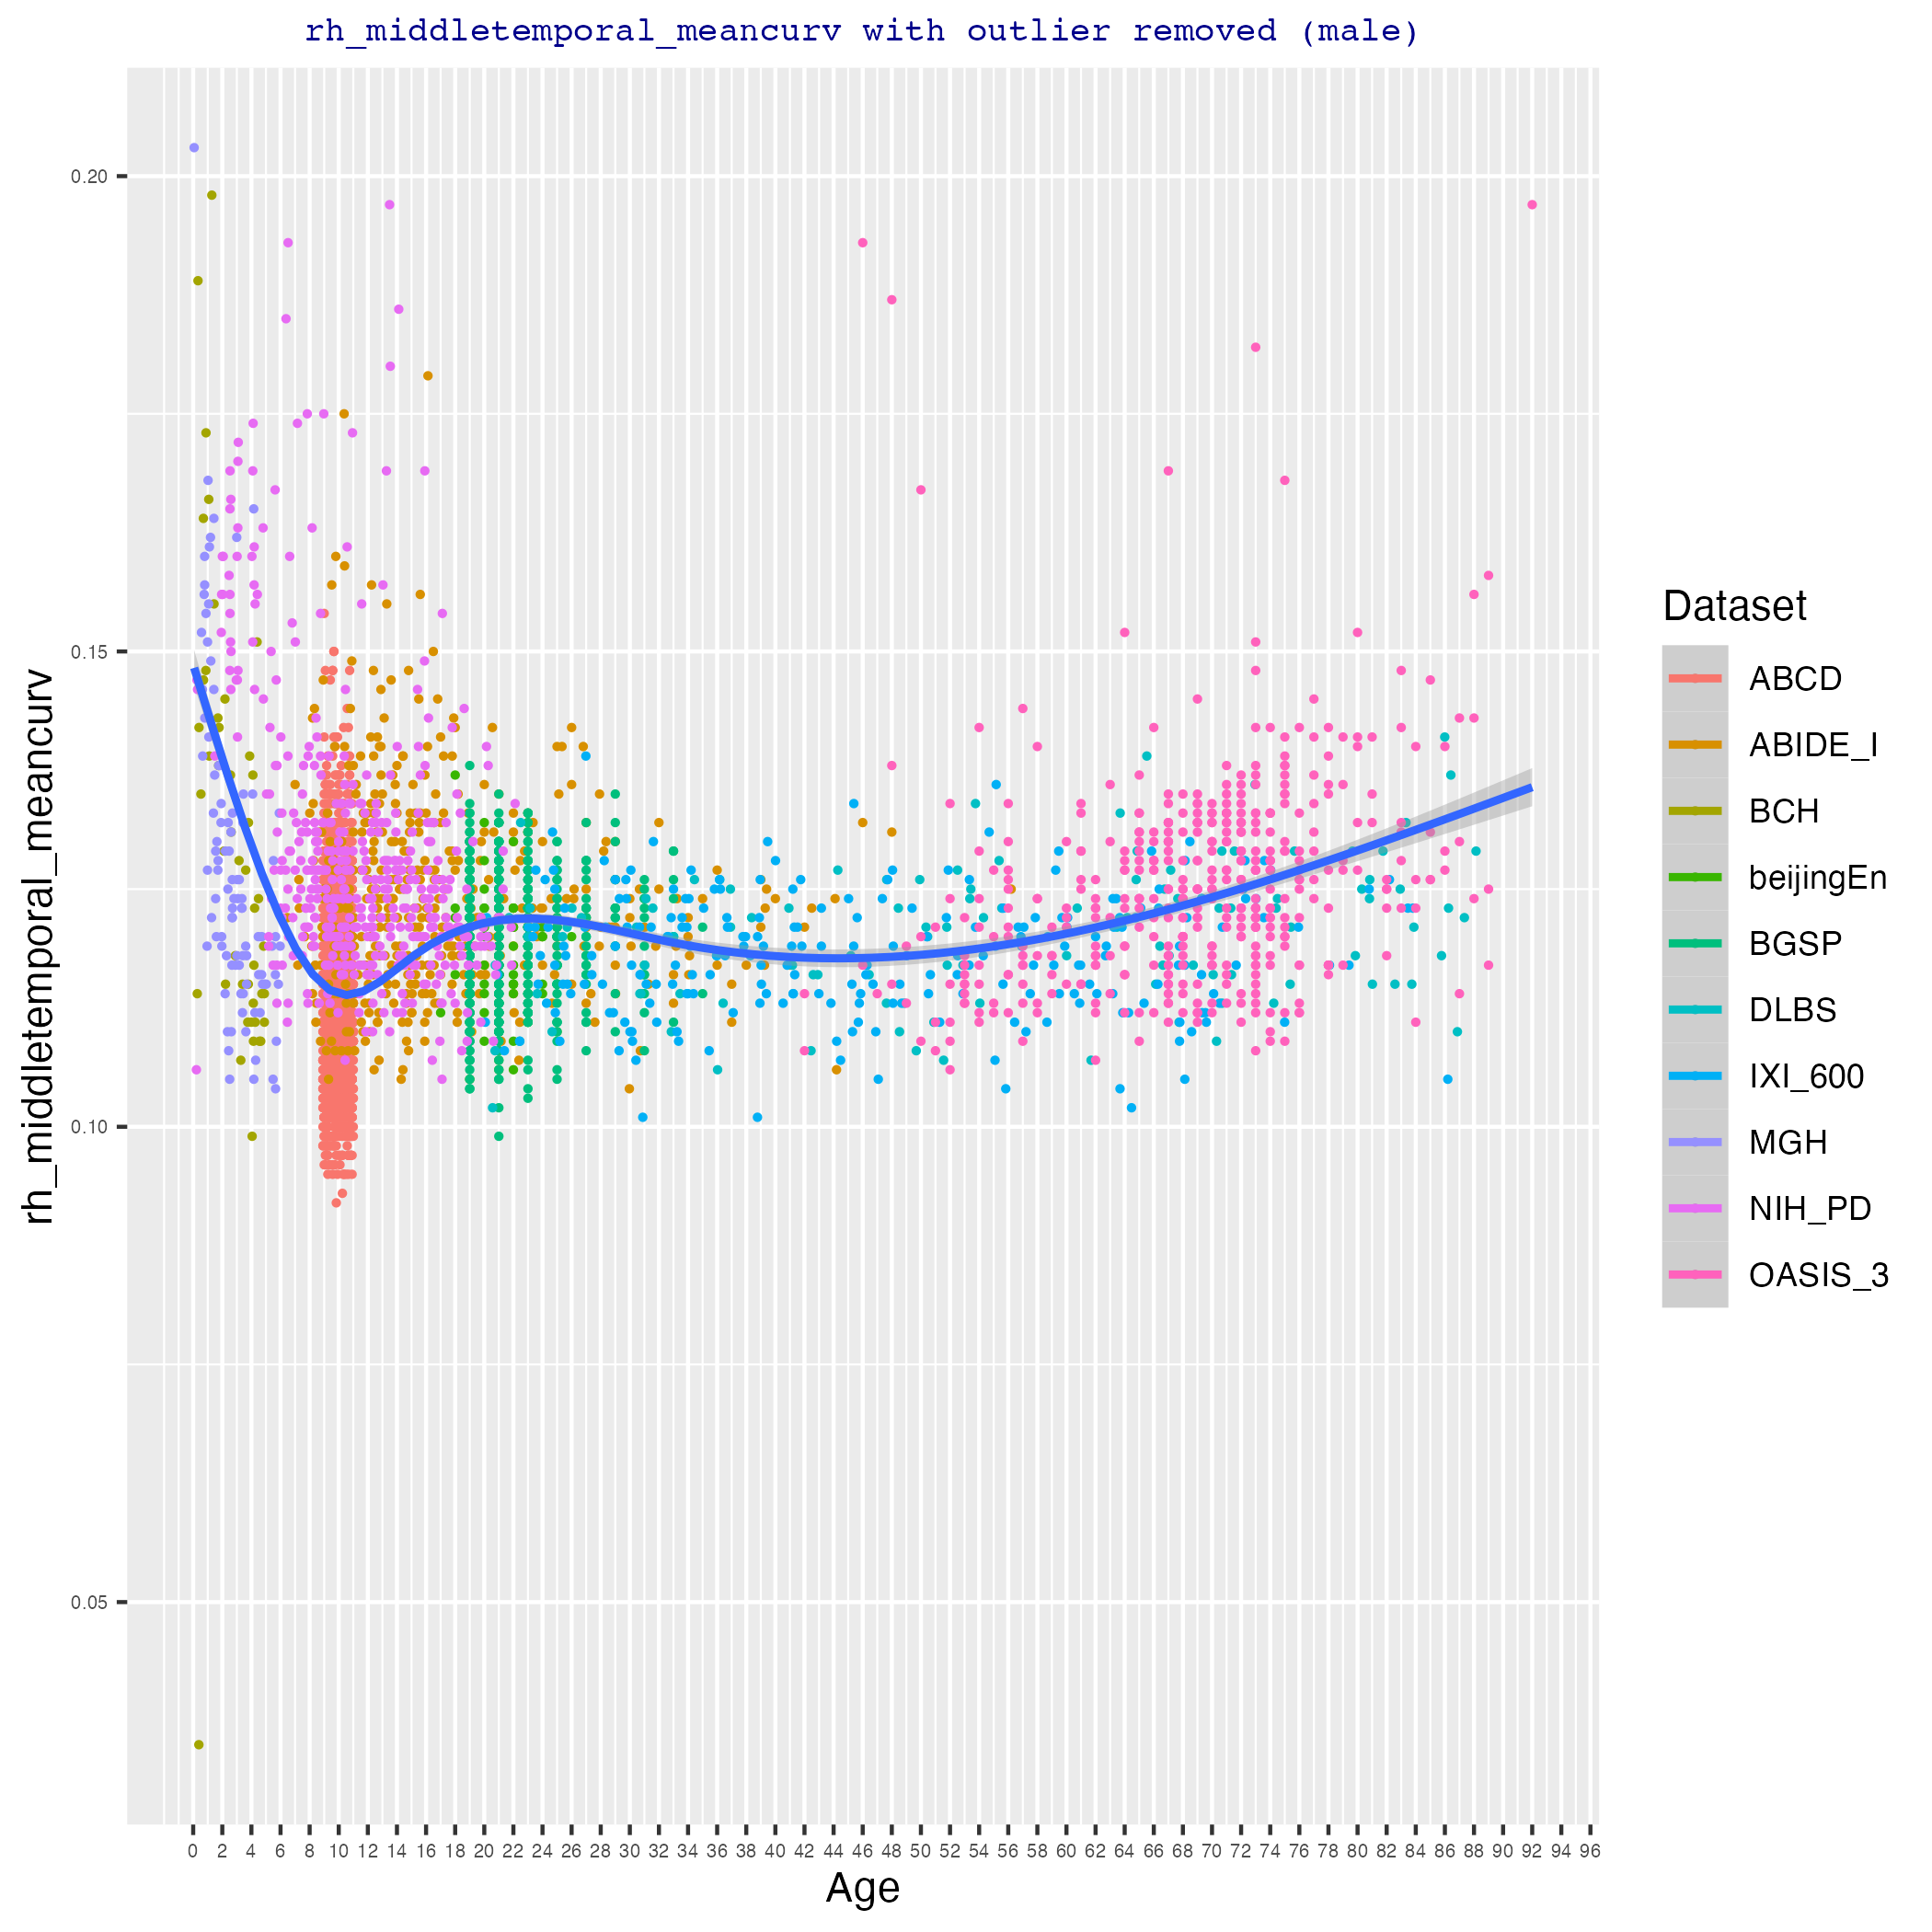 rh_middletemporal_meancurv with outlier removed (male)
rh_middletemporal_meancurv
0.20
0.15
0.10
0.05
0 2 4 6 8 10 12 14 16 18 20 22 24 26 28 30 32 34 36 38 40 42 44 46 48 50 52 54 56 58 60 62 64 66 68 70 72 74 76 78 80 82 84 86 88 90 92 94 96
Age
Dataset
ABCD
ABIDE_I
BCH
beijingEn
BGSP
DLBS
IXI_600
MGH
NIH_PD
OASIS_3